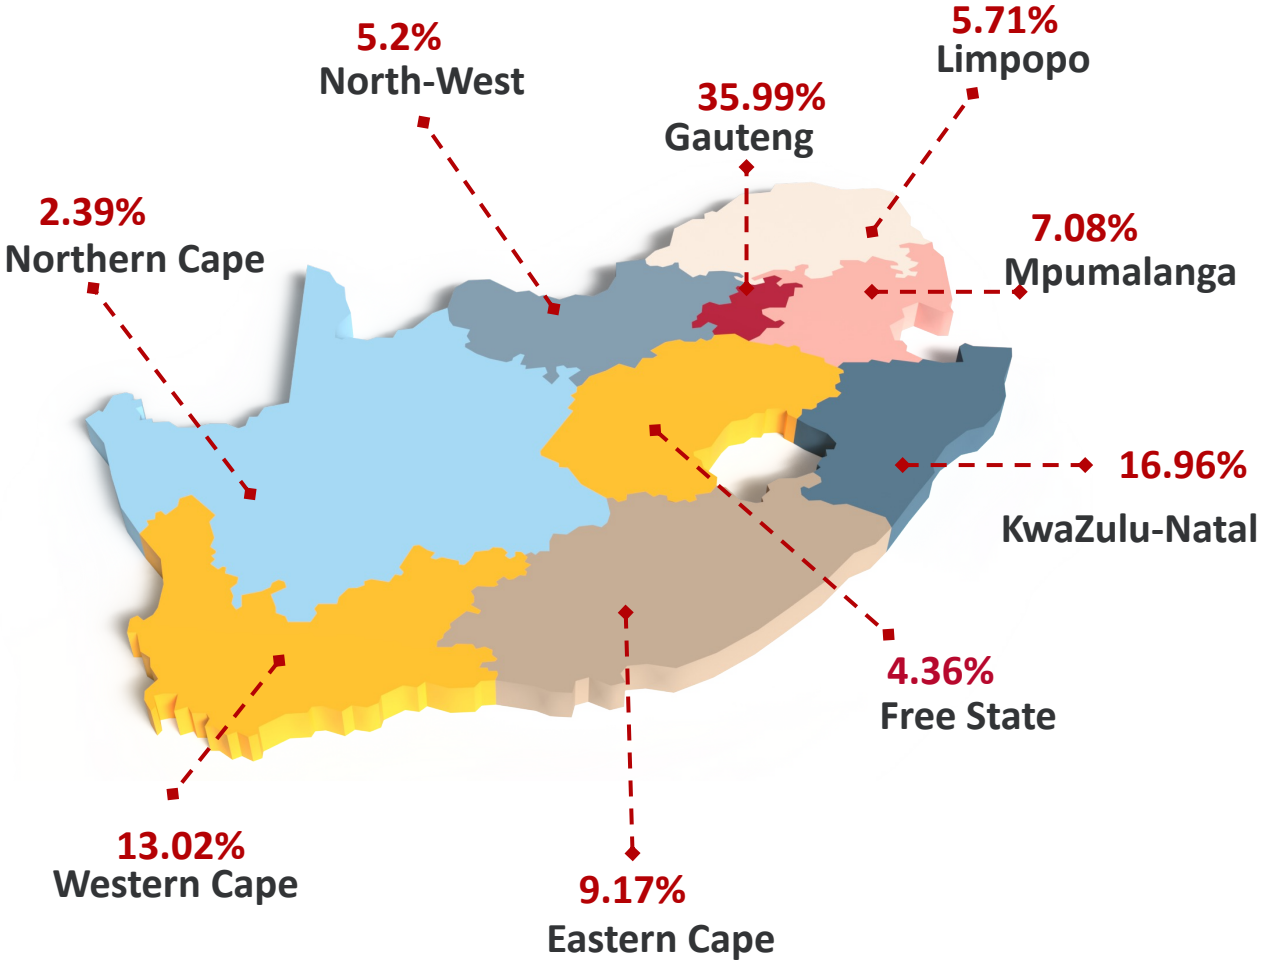 5.71%
Limpopo
5.2%
North-West
35.99%
Gauteng
2.39%
Northern Cape
7.08%
Mpumalanga
16.96%
KwaZulu-Natal
4.36%
Free State
13.02%
Western Cape
9.17%
Eastern Cape